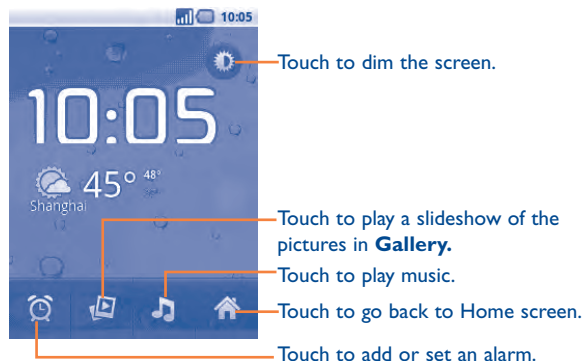 10:05
Touch to dim the screen.
10:05
45° 48°
Shanghai
Touch to play a slideshow of the
pictures in Gallery.
Touch to play music.
Touch to go back to Home screen.
Touch to add or set an alarm.